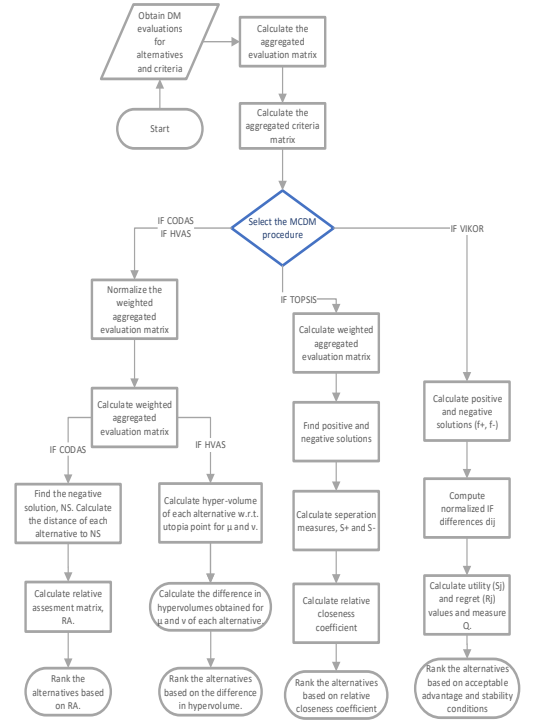 Obtain DM
evaluations
for
alternatives
and criteria
Calculate the
aggregated
evaluation matrix
Start
Calculate the
aggregated criteria
matrix
Select the MCDM
procedure
IF CODAS
IF HVAS
IF VIKOR
IF TOPSIS
Normalize the
weighted
aggregated
evaluation matrix
Calculate weighted
aggregated
evaluation matrix
Calculate weighted
aggregated
evaluation matrix
Calculate positive
and negative
solutions (f+, f-)
Find positive and
negative solutions
IF CODAS
IF HVAS
Find the negative
solution, NS. Calculate
the distance of each
alternative to NS
Calculate hyper-volume
of each alternative w.r.t.
utopia point for μ and ν.
Calculate seperation
measures, S+ and S-
Compute
normalized IF
differences dij
Calculate relative
assesment matrix,
RA.
Calculate the difference in
hypervolumes obtained for
μ and ν of each alternative.
Calculate relative
closeness
coefficient
Calculate utility (Sj)
and regret (Rj)
values and measure
Q.
Rank the
alternatives based
on RA.
Rank the alternatives
based on the difference
in hypervolume.
Rank the alternatives
based on relative
closeness coefficient
Rank the alternatives
based on acceptable
advantage and stability
conditions